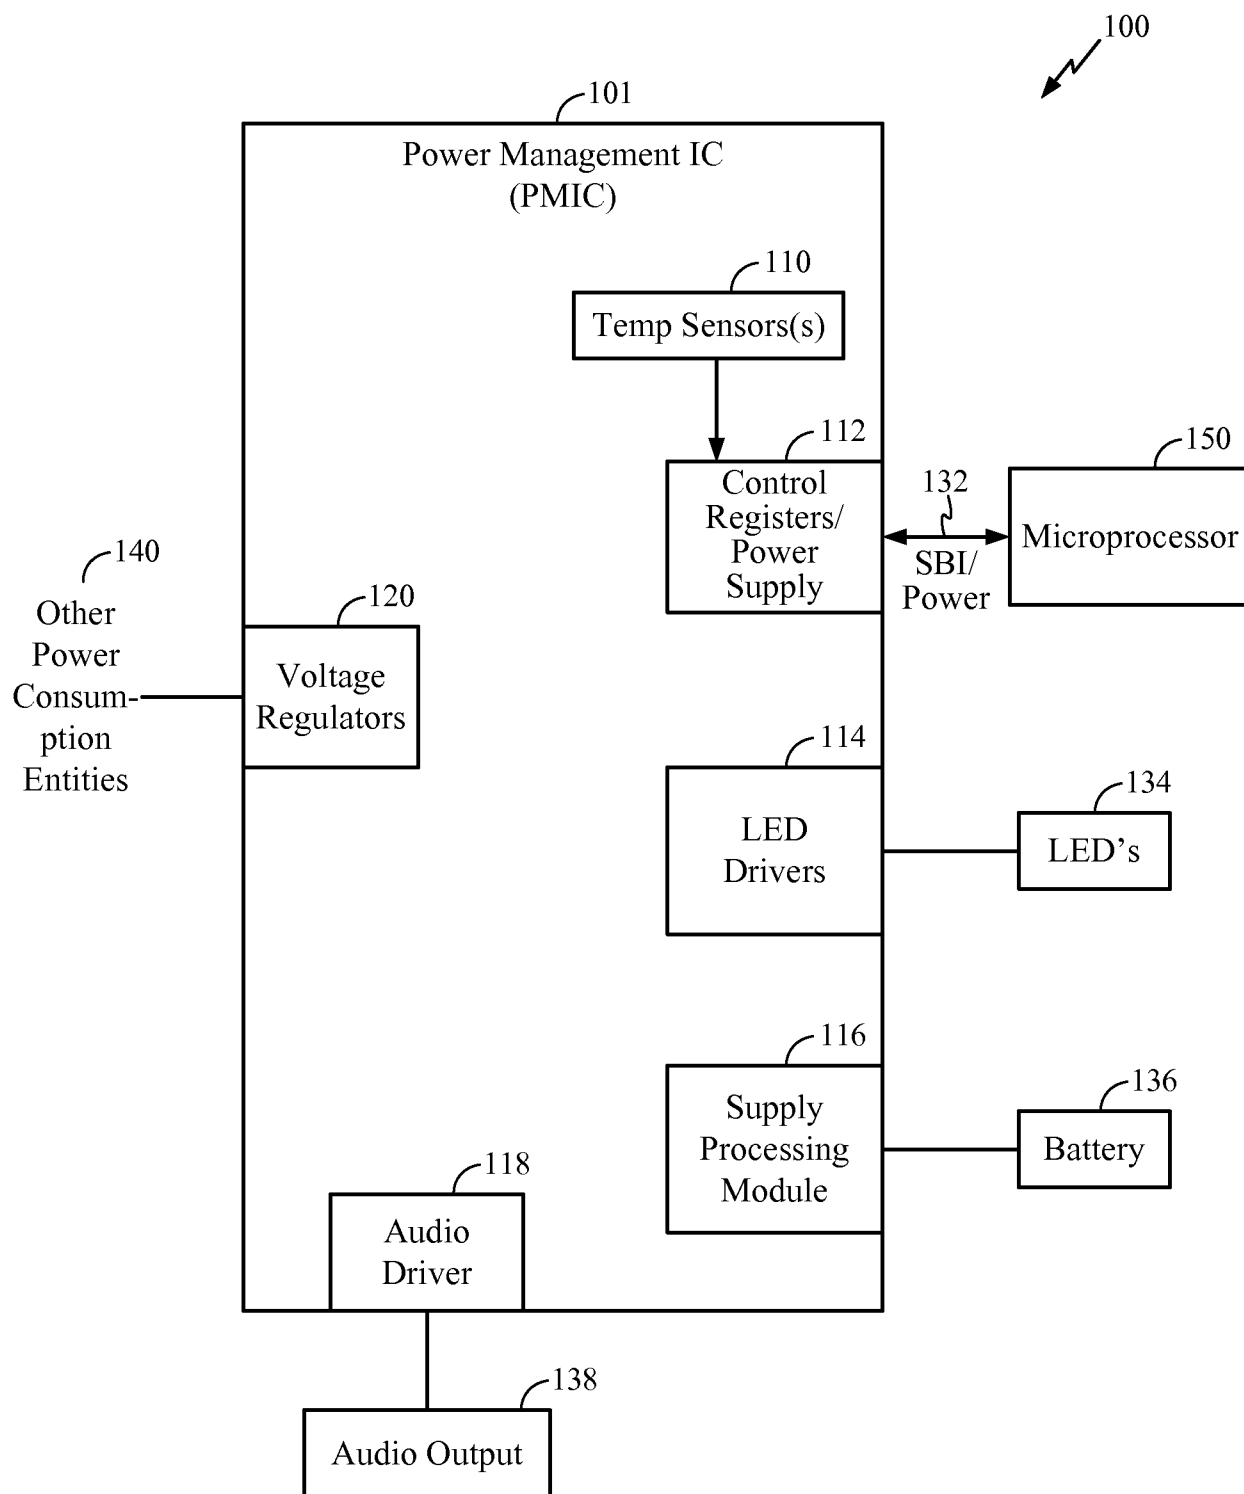 100
101
Power Management IC
(PMIC)
110
Temp Sensors(s)
112
Control
Registers/
Power
Supply
132
SBI/
Power
150
Microprocessor
140
Other
Power
Consum-
ption
Entities
120
Voltage
Regulators
114
LED
Drivers
134
LED’s
116
Supply
Processing
Module
136
Battery
118
Audio
Driver
138
Audio Output